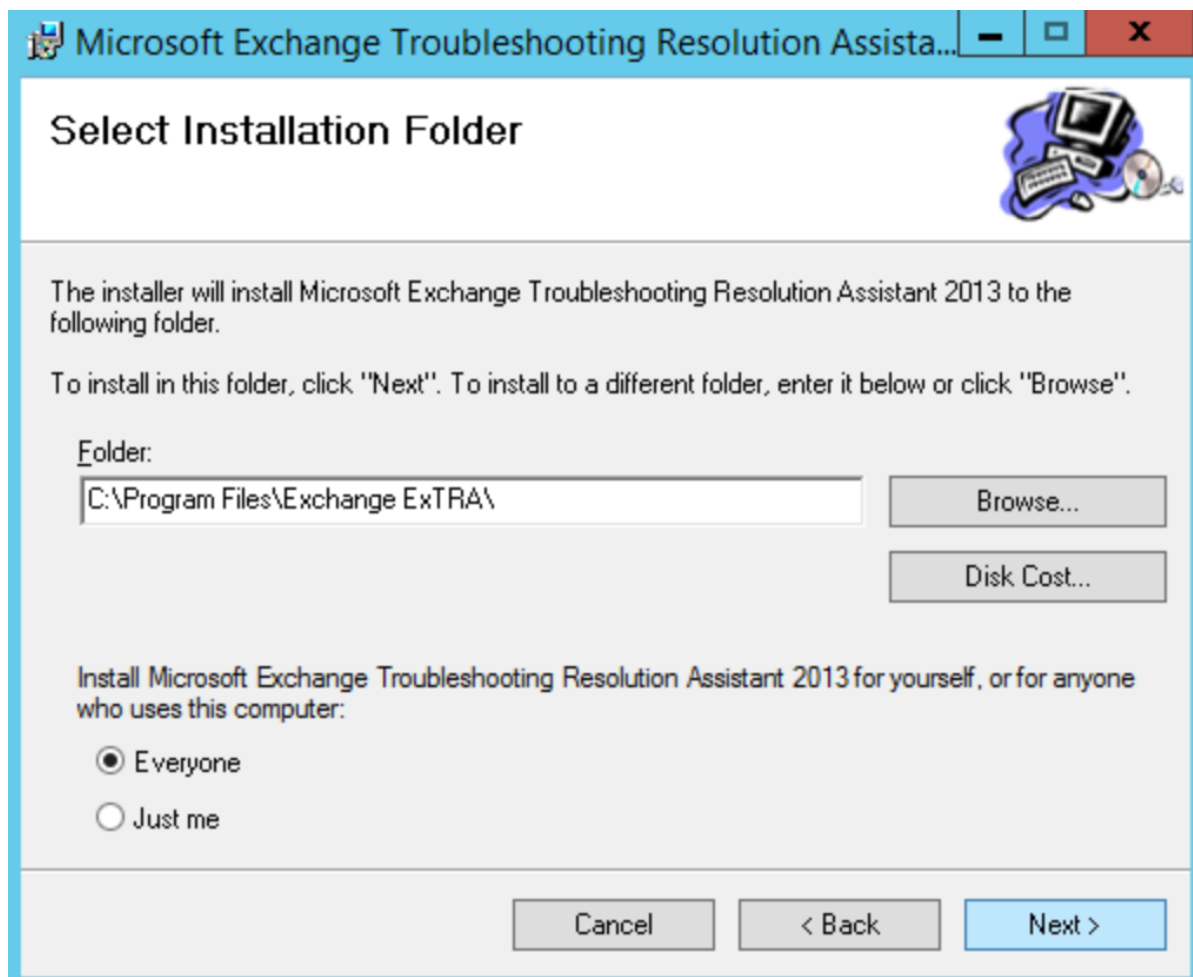 Microsoft Exchange Troubleshooting Resolution Assista...
Select Installation Folder
The installer will install Microsoft Exchange Troubleshooting Resolution Assistant 2013 to the
following folder.
To install in this folder, click "Next". To install to a different folder, enter it below or click "Browse".
Folder:
C:\Program Files\Exchange ExTRA\
Browse...
Disk Cost...
Install Microsoft Exchange Troubleshooting Resolution Assistant 2013 for yourself, or for anyone
who uses this computer:
Everyone
Just me
Cancel
< Back
Next >